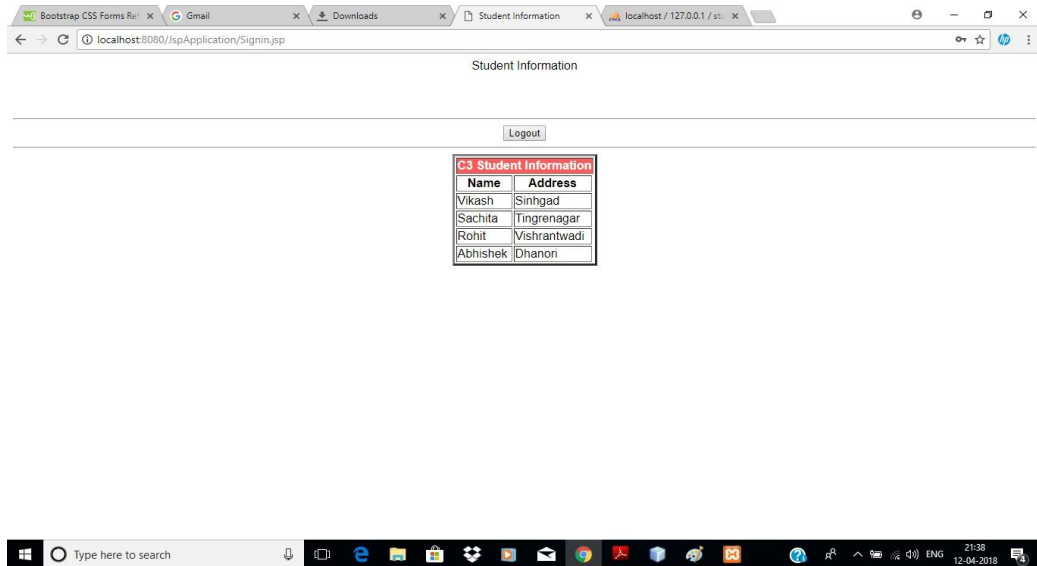 Bootstrap CSS Forms Ref
Gmail
Downloads
Student Information
localhost / 127.0.0.1 / stu
localhost:8080/JspApplication/Signin.jsp
Student Information
Logout
C3 Student Information
Name Address
Vikash Sinhgad
Sachita Tingrenagar
Rohit Vishrantwadi
Abhishek Dhanori
Type here to search
ENG
21:38
12-04-2018